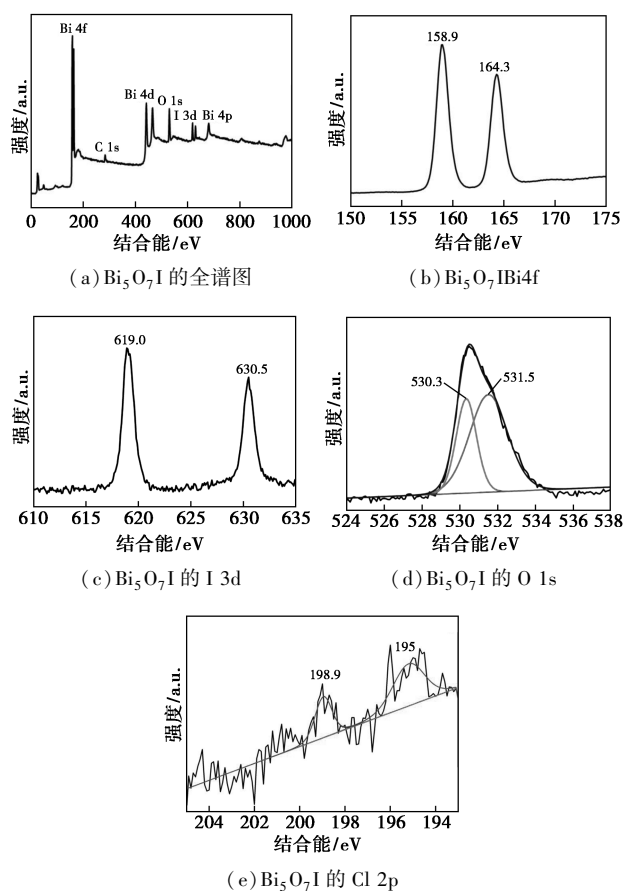 Bi 4f
Bi 4d
O 1s
I 3d
Bi 4p
C 1s
强度/a.u.
0 200 400 600 800 1000
结合能/eV
(a)Bi₅O₇I 的全谱图
158.9
164.3
强度/a.u.
150 155 160 165 170 175
结合能/eV
(b)Bi₅O₇IBi4f
619.0
630.5
强度/a.u.
610 615 620 625 630 635
结合能/eV
(c)Bi₅O₇I 的 I 3d
530.3
531.5
强度/a.u.
524 526 528 530 532 534 536 538
结合能/eV
(d)Bi₅O₇I 的 O 1s
198.9
195
强度/a.u.
204 202 200 198 196 194
结合能/eV
(e)Bi₅O₇I 的 Cl 2p